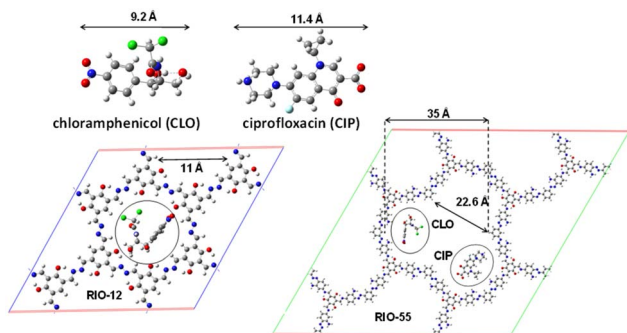 9.2 Å
11.4 Å
chloramphenicol (CLO)
ciprofloxacin (CIP)
35 Å
11 Å
22.6 Å
CLO
CIP
RIO-12
RIO-55